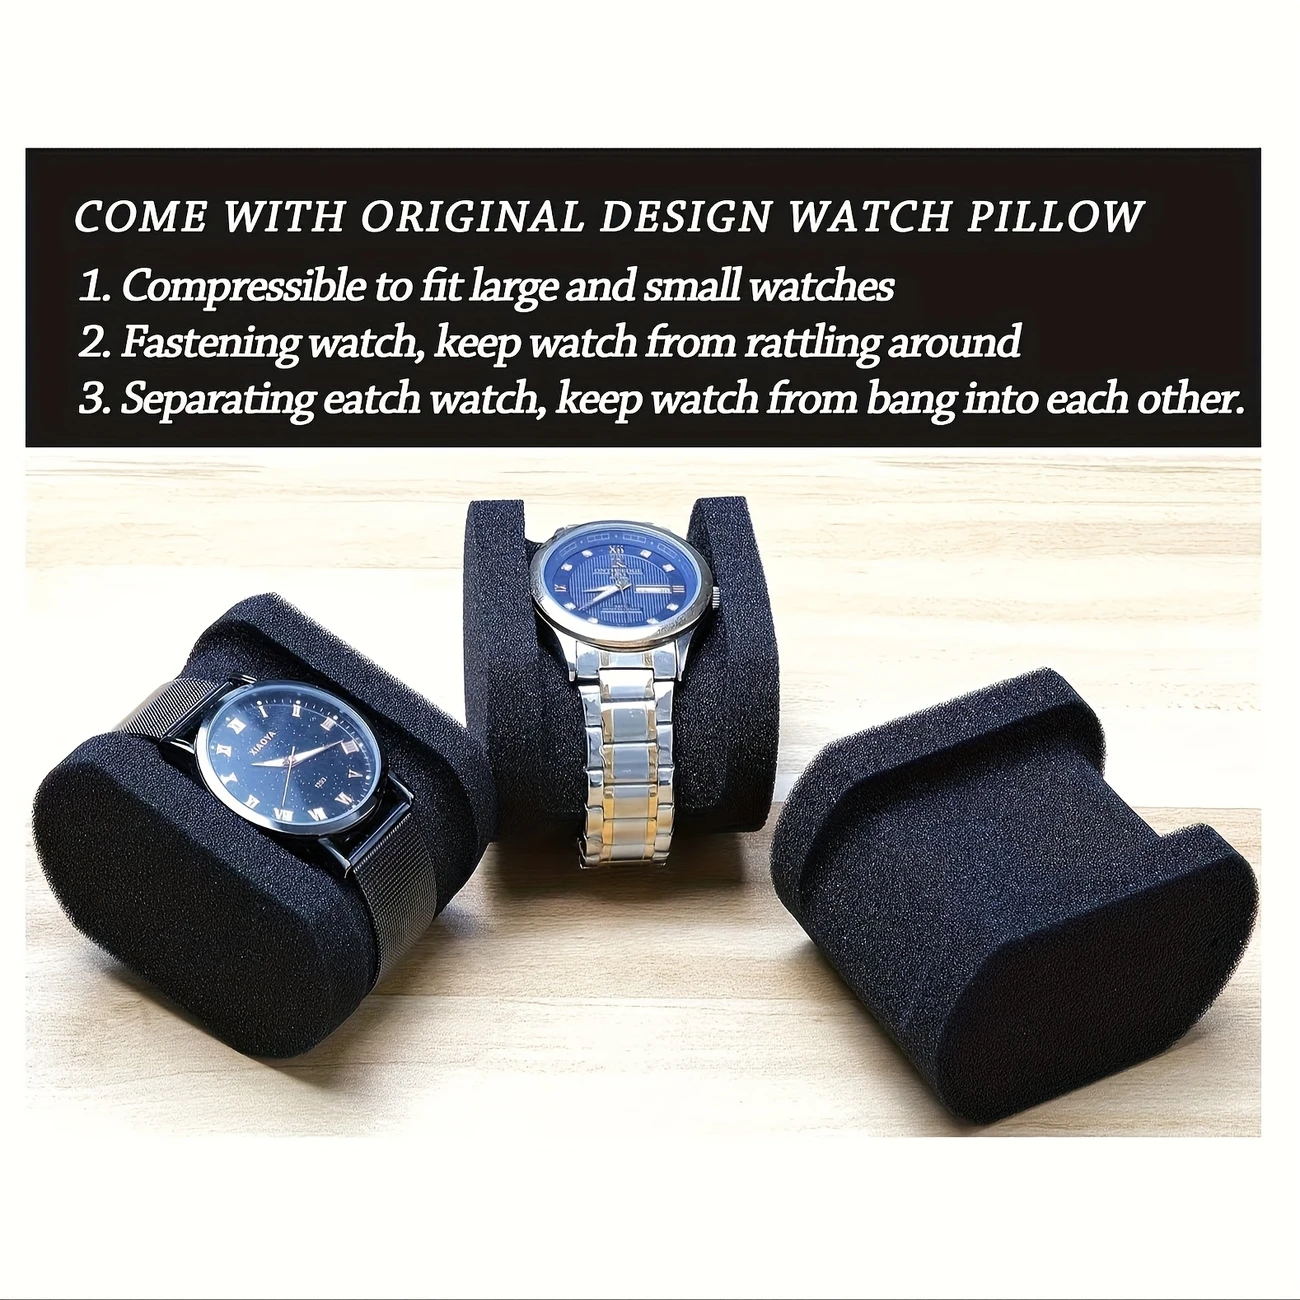 COME WITH ORIGINAL DESIGN WATCH PILLOW
1. Compressible to fit large and small watches
2. Fastening watch, keep watch from rattling around
3. Separating eatch watch, keep watch from bang into each other.
XIAOYA